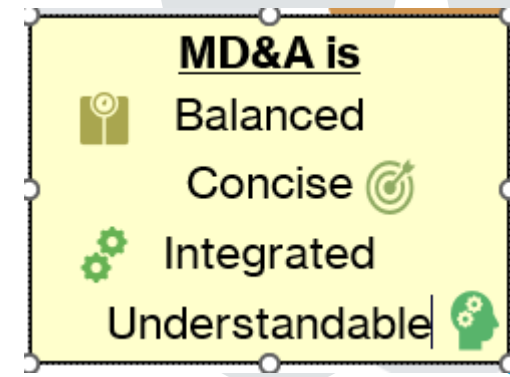 MD&A is
Balanced
Concise
Integrated
Understandable